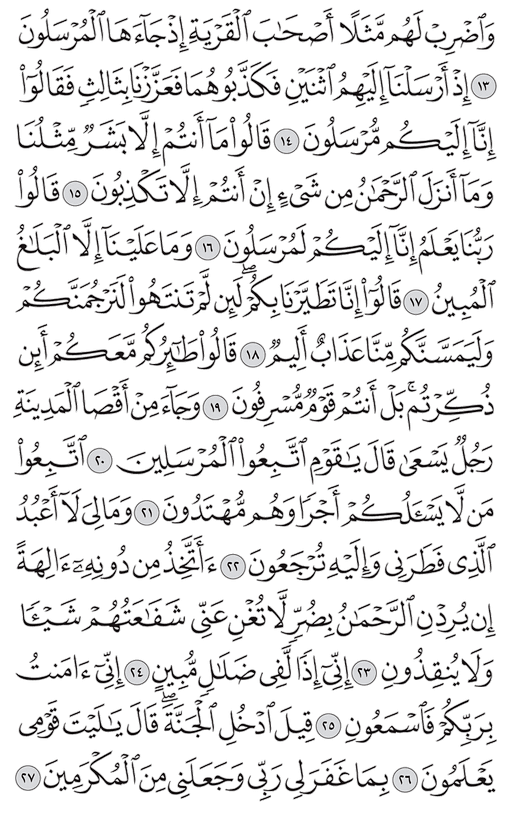 وَٱضْرِبْ لَهُم مَّثَلًا أَصْحَٰبَ ٱلْقَرْيَةِ إِذْ جَآءَهَا ٱلْمُرْسَلُونَ
١٣ إِذْ أَرْسَلْنَآ إِلَيْهِمُ ٱثْنَيْنِ فَكَذَّبُوهُمَا فَعَزَّزْنَا بِثَالِثٍ فَقَالُوٓا۟
إِنَّآ إِلَيْكُم مُّرْسَلُونَ ١٤ قَالُوا۟ مَآ أَنتُمْ إِلَّا بَشَرٌ مِّثْلُنَا
وَمَآ أَنزَلَ ٱلرَّحْمَٰنُ مِن شَىْءٍ إِنْ أَنتُمْ إِلَّا تَكْذِبُونَ ١٥ قَالُوا۟
رَبُّنَا يَعْلَمُ إِنَّآ إِلَيْكُمْ لَمُرْسَلُونَ ١٦ وَمَا عَلَيْنَآ إِلَّا ٱلْبَلَٰغُ
ٱلْمُبِينُ ١٧ قَالُوٓا۟ إِنَّا تَطَيَّرْنَا بِكُمْ ۖ لَئِن لَّمْ تَنتَهُوا۟ لَنَرْجُمَنَّكُمْ
وَلَيَمَسَّنَّكُم مِّنَّا عَذَابٌ أَلِيمٌ ١٨ قَالُوا۟ طَٰٓئِرُكُم مَّعَكُمْ ۚ أَئِن
ذُكِّرْتُم ۚ بَلْ أَنتُمْ قَوْمٌ مُّسْرِفُونَ ١٩ وَجَآءَ مِنْ أَقْصَا ٱلْمَدِينَةِ
رَجُلٌ يَسْعَىٰ قَالَ يَٰقَوْمِ ٱتَّبِعُوا۟ ٱلْمُرْسَلِينَ ٢٠ ٱتَّبِعُوا۟
مَن لَّا يَسْـَٔلُكُمْ أَجْرًا وَهُم مُّهْتَدُونَ ٢١ وَمَا لِىَ لَآ أَعْبُدُ
ٱلَّذِى فَطَرَنِى وَإِلَيْهِ تُرْجَعُونَ ٢٢ ءَأَتَّخِذُ مِن دُونِهِۦٓ ءَالِهَةً
إِن يُرِدْنِ ٱلرَّحْمَٰنُ بِضُرٍّ لَّا تُغْنِ عَنِّى شَفَٰعَتُهُمْ شَيْـًٔا
وَلَا يُنقِذُونِ ٢٣ إِنِّىٓ إِذًا لَّفِى ضَلَٰلٍ مُّبِينٍ ٢٤ إِنِّىٓ ءَامَنتُ
بِرَبِّكُمْ فَٱسْمَعُونِ ٢٥ قِيلَ ٱدْخُلِ ٱلْجَنَّةَ ۖ قَالَ يَٰلَيْتَ قَوْمِى
يَعْلَمُونَ ٢٦ بِمَا غَفَرَ لِى رَبِّى وَجَعَلَنِى مِنَ ٱلْمُكْرَمِينَ ٢٧